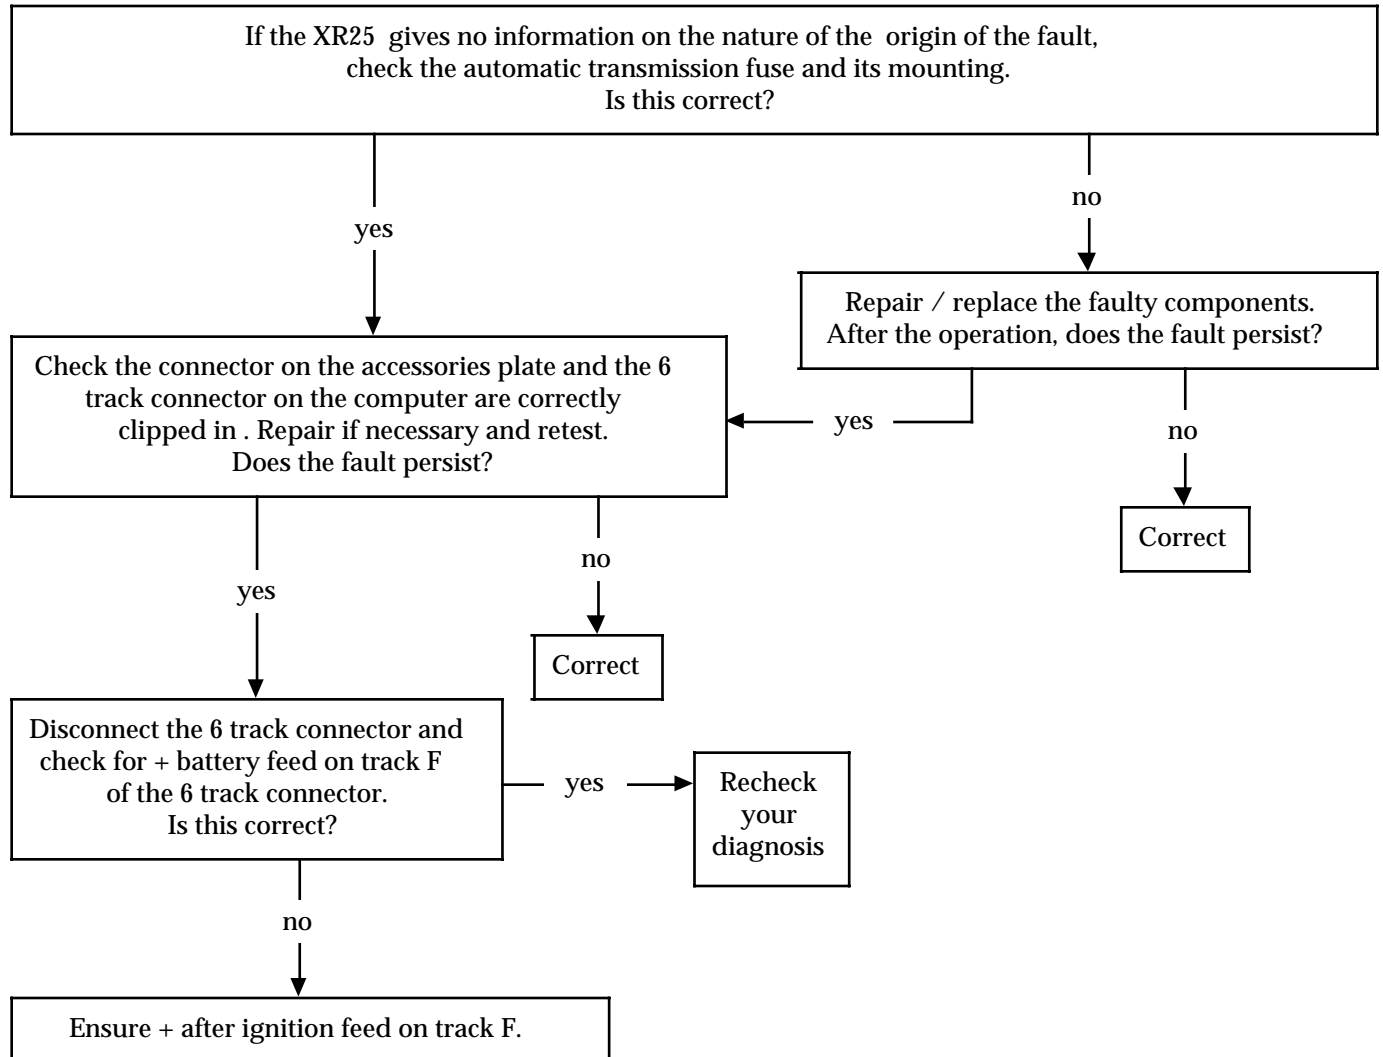 If the XR25 gives no information on the nature of the origin of the fault,
check the automatic transmission fuse and its mounting.
Is this correct?
yes
no
Repair / replace the faulty components.
After the operation, does the fault persist?
Check the connector on the accessories plate and the 6
track connector on the computer are correctly
clipped in . Repair if necessary and retest.
Does the fault persist?
yes
no
Correct
yes
no
Correct
Disconnect the 6 track connector and
check for + battery feed on track F
of the 6 track connector.
Is this correct?
yes
Recheck
your
diagnosis
no
Ensure + after ignition feed on track F.